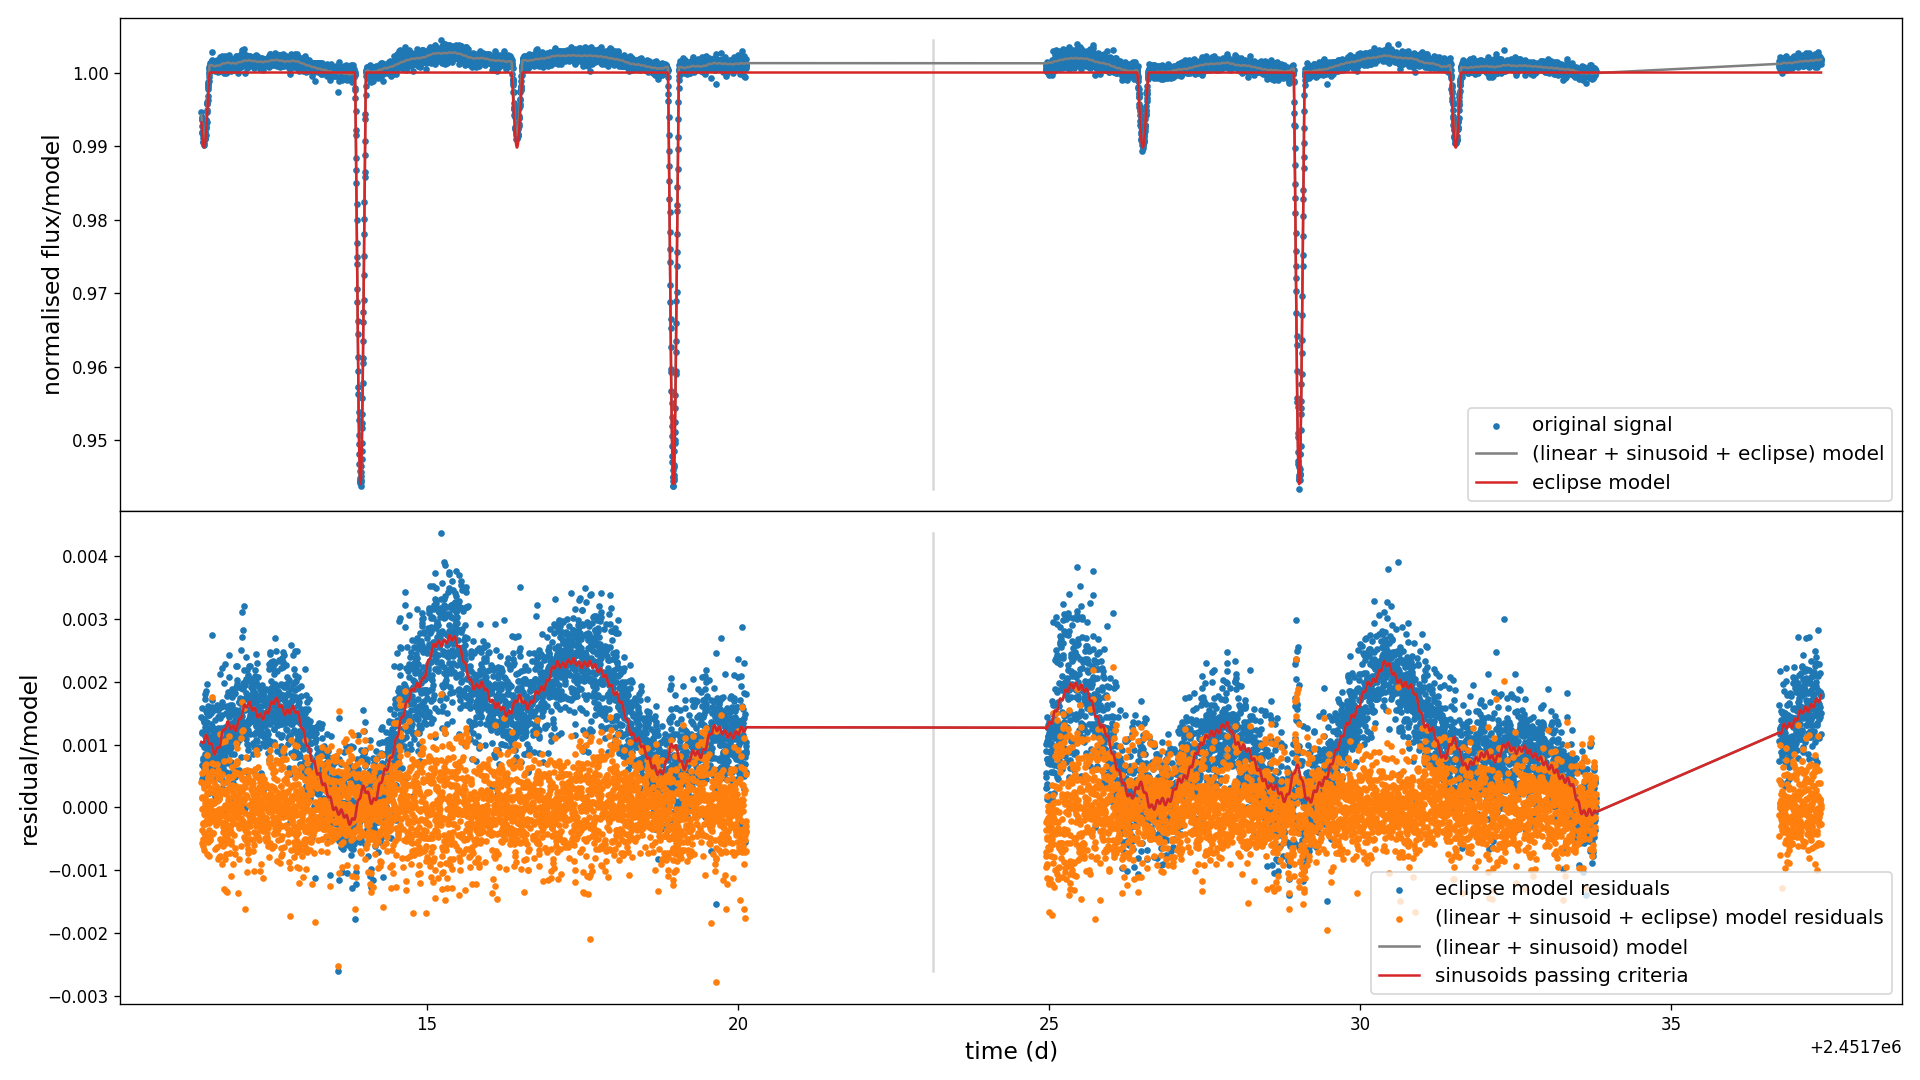 normalised flux/model
1.00
0.99
0.98
0.97
0.96
0.95
original signal
(linear + sinusoid + eclipse) model
eclipse model
residual/model
0.004
0.003
0.002
0.001
0.000
−0.001
−0.002
−0.003
eclipse model residuals
(linear + sinusoid + eclipse) model residuals
(linear + sinusoid) model
sinusoids passing criteria
15
20
25
30
35
time (d)
+2.4517e6